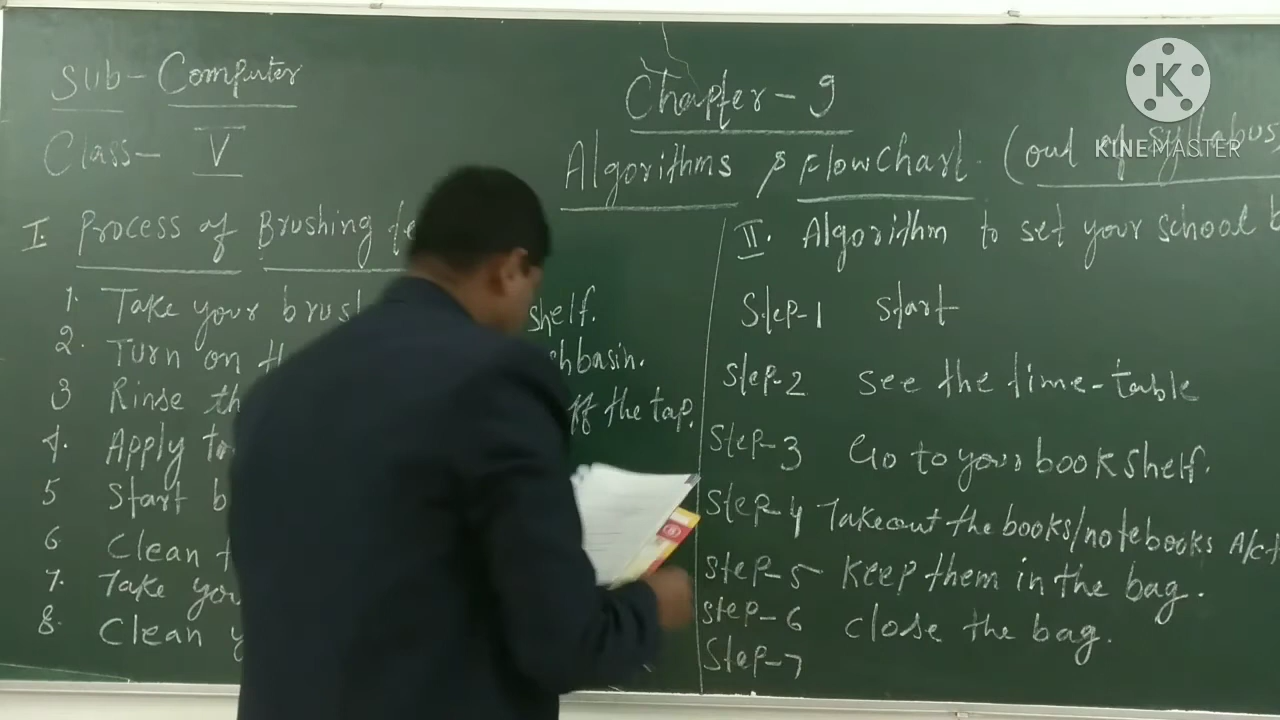 Sub- Computer
Class- V
Chapter-9
Algorithms & Flowchart. (out of syllabus)
KINEMASTER
K
I Process of Brushing te
1. Take your brush shelf.
2. Turn on th shbasin.
3 Rinse th ff the tap.
4. Apply to
5 Start b
6 Clean t
7. Take you
8. Clean y
II. Algorithm to set your school b
Step-1 Start
Step-2 See the time-table
Step-3 Go to your book shelf.
Step-4 Takeout the books/notebooks A/c t
Step-5 Keep them in the bag.
Step-6 Close the bag.
Step-7